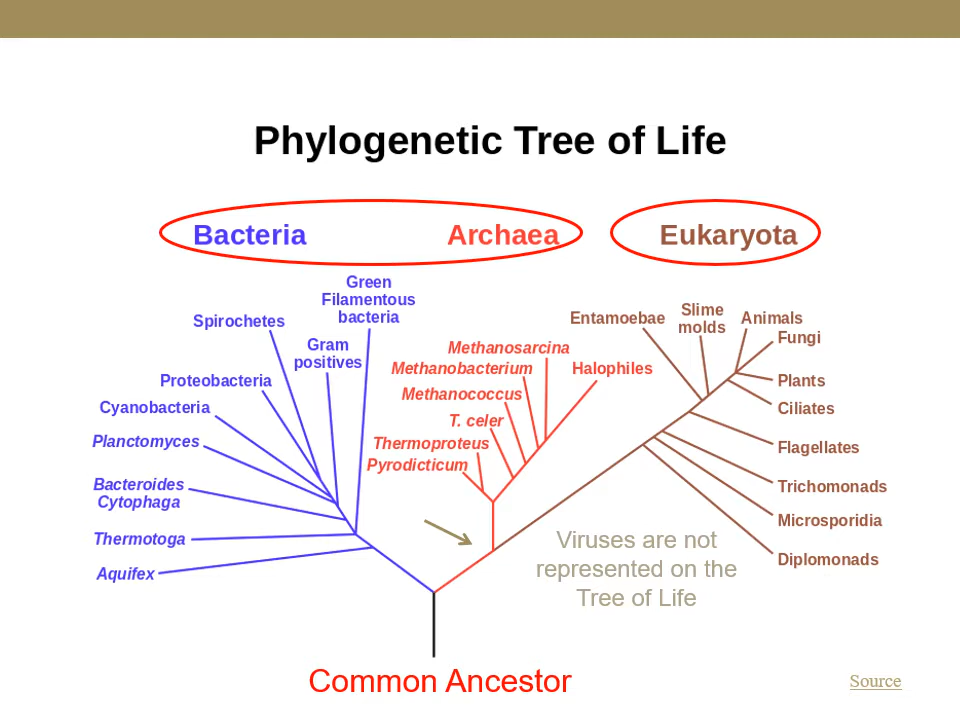 Phylogenetic Tree of Life
Bacteria
Archaea
Eukaryota
Green
Filamentous
bacteria
Spirochetes
Gram
positives
Proteobacteria
Cyanobacteria
Planctomyces
Bacteroides
Cytophaga
Thermotoga
Aquifex
Methanosarcina
Methanobacterium
Halophiles
Methanococcus
T. celer
Thermoproteus
Pyrodicticum
Entamoebae
Slime
molds
Animals
Fungi
Plants
Ciliates
Flagellates
Trichomonads
Microsporidia
Diplomonads
Viruses are not
represented on the
Tree of Life
Common Ancestor
Source